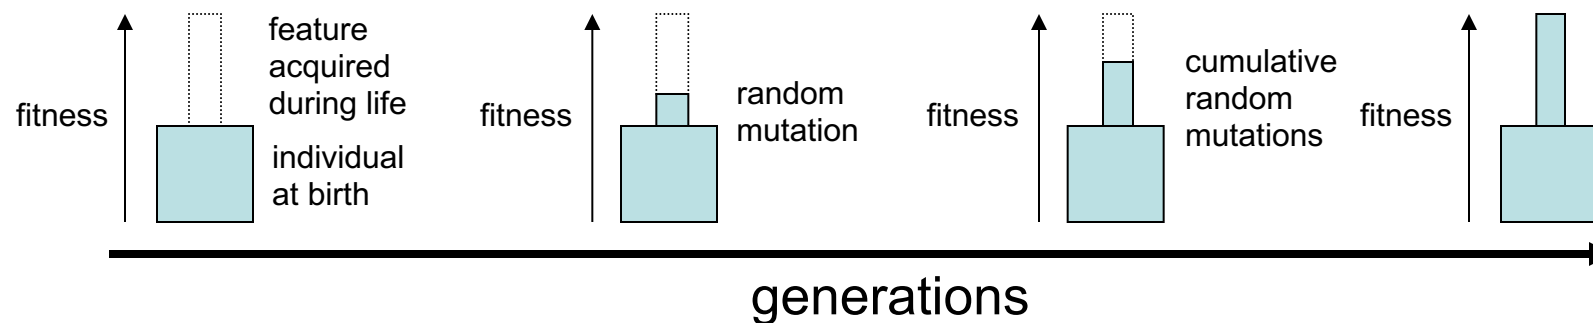 fitness
feature
acquired
during life
individual
at birth
fitness
random
mutation
fitness
cumulative
random
mutations
fitness
generations